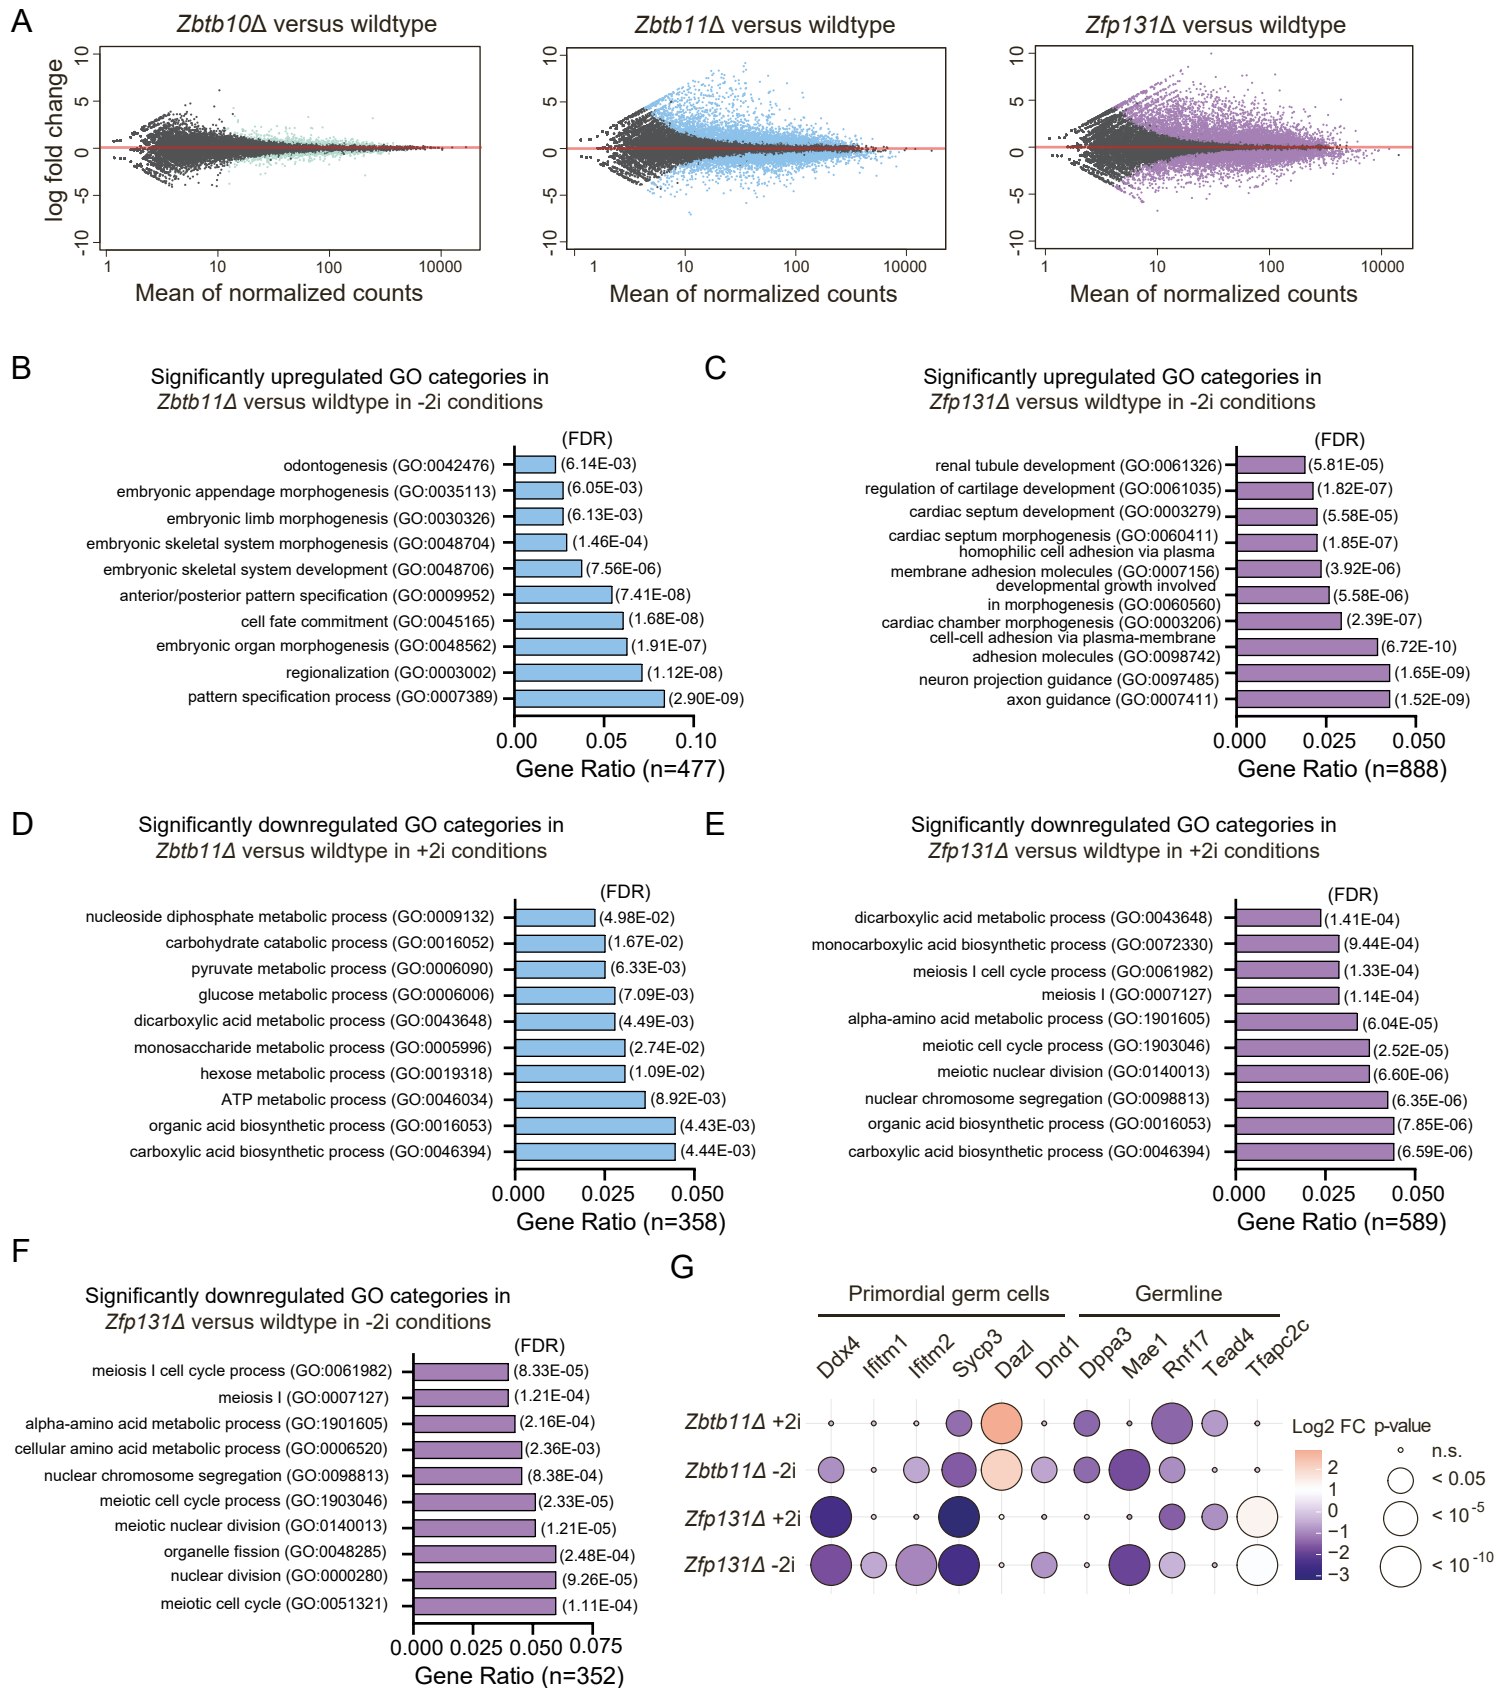 A
Zbtb10Δ versus wildtype
Zbtb11Δ versus wildtype
Zfp131Δ versus wildtype
log fold change
10
5
0
-5
-10
1
10
100
10000
Mean of normalized counts
10
5
0
-5
-10
1
10
100
10000
Mean of normalized counts
10
5
0
-5
-10
1
10
100
10000
Mean of normalized counts
B
Significantly upregulated GO categories in
Zbtb11Δ versus wildtype in -2i conditions
(FDR)
odontogenesis (GO:0042476) (6.14E-03)
embryonic appendage morphogenesis (GO:0035113) (6.05E-03)
embryonic limb morphogenesis (GO:0030326) (6.13E-03)
embryonic skeletal system morphogenesis (GO:0048704) (1.46E-04)
embryonic skeletal system development (GO:0048706) (7.56E-06)
anterior/posterior pattern specification (GO:0009952) (7.41E-08)
cell fate commitment (GO:0045165) (1.68E-08)
embryonic organ morphogenesis (GO:0048562) (1.91E-07)
regionalization (GO:0003002) (1.12E-08)
pattern specification process (GO:0007389) (2.90E-09)
0.00 0.05 0.10
Gene Ratio (n=477)
C
Significantly upregulated GO categories in
Zfp131Δ versus wildtype in -2i conditions
(FDR)
renal tubule development (GO:0061326) (5.81E-05)
regulation of cartilage development (GO:0061035) (1.82E-07)
cardiac septum development (GO:0003279) (5.58E-05)
cardiac septum morphogenesis (GO:0060411) (1.85E-07)
homophilic cell adhesion via plasma
membrane adhesion molecules (GO:0007156) (3.92E-06)
developmental growth involved
in morphogenesis (GO:0060560) (5.58E-06)
cardiac chamber morphogenesis (GO:0003206) (2.39E-07)
cell-cell adhesion via plasma-membrane
adhesion molecules (GO:0098742) (6.72E-10)
neuron projection guidance (GO:0097485) (1.65E-09)
axon guidance (GO:0007411) (1.52E-09)
0.000 0.025 0.050
Gene Ratio (n=888)
D
Significantly downregulated GO categories in
Zbtb11Δ versus wildtype in +2i conditions
(FDR)
nucleoside diphosphate metabolic process (GO:0009132) (4.98E-02)
carbohydrate catabolic process (GO:0016052) (1.67E-02)
pyruvate metabolic process (GO:0006090) (6.33E-03)
glucose metabolic process (GO:0006006) (7.09E-03)
dicarboxylic acid metabolic process (GO:0043648) (4.49E-03)
monosaccharide metabolic process (GO:0005996) (2.74E-02)
hexose metabolic process (GO:0019318) (1.09E-02)
ATP metabolic process (GO:0046034) (8.92E-03)
organic acid biosynthetic process (GO:0016053) (4.43E-03)
carboxylic acid biosynthetic process (GO:0046394) (4.44E-03)
0.000 0.025 0.050
Gene Ratio (n=358)
E
Significantly downregulated GO categories in
Zfp131Δ versus wildtype in +2i conditions
(FDR)
dicarboxylic acid metabolic process (GO:0043648) (1.41E-04)
monocarboxylic acid biosynthetic process (GO:0072330) (9.44E-04)
meiosis I cell cycle process (GO:0061982) (1.33E-04)
meiosis I (GO:0007127) (1.14E-04)
alpha-amino acid metabolic process (GO:1901605) (6.04E-05)
meiotic cell cycle process (GO:1903046) (2.52E-05)
meiotic nuclear division (GO:0140013) (6.60E-06)
nuclear chromosome segregation (GO:0098813) (6.35E-06)
organic acid biosynthetic process (GO:0016053) (7.85E-06)
carboxylic acid biosynthetic process (GO:0046394) (6.59E-06)
0.000 0.025 0.050
Gene Ratio (n=589)
F
Significantly downregulated GO categories in
Zfp131Δ versus wildtype in -2i conditions
(FDR)
meiosis I cell cycle process (GO:0061982) (8.33E-05)
meiosis I (GO:0007127) (1.21E-04)
alpha-amino acid metabolic process (GO:1901605) (2.16E-04)
cellular amino acid metabolic process (GO:0006520) (2.36E-03)
nuclear chromosome segregation (GO:0098813) (8.38E-04)
meiotic cell cycle process (GO:1903046) (2.33E-05)
meiotic nuclear division (GO:0140013) (1.21E-05)
organelle fission (GO:0048285) (2.48E-04)
nuclear division (GO:0000280) (9.26E-05)
meiotic cell cycle (GO:0051321) (1.11E-04)
0.000 0.025 0.050 0.075
Gene Ratio (n=352)
G
Primordial germ cells Germline
Ddx4 Ifitm1 Ifitm2 Sycp3 Dazl Dnd1 Dppa3 Mae1 Rnf17 Tead4 Tfapc2c
Zbtb11Δ +2i
Zbtb11Δ -2i
Zfp131Δ +2i
Zfp131Δ -2i
Log2 FC
2
1
0
−1
−2
−3
p-value
n.s.
< 0.05
< 10-5
< 10-10